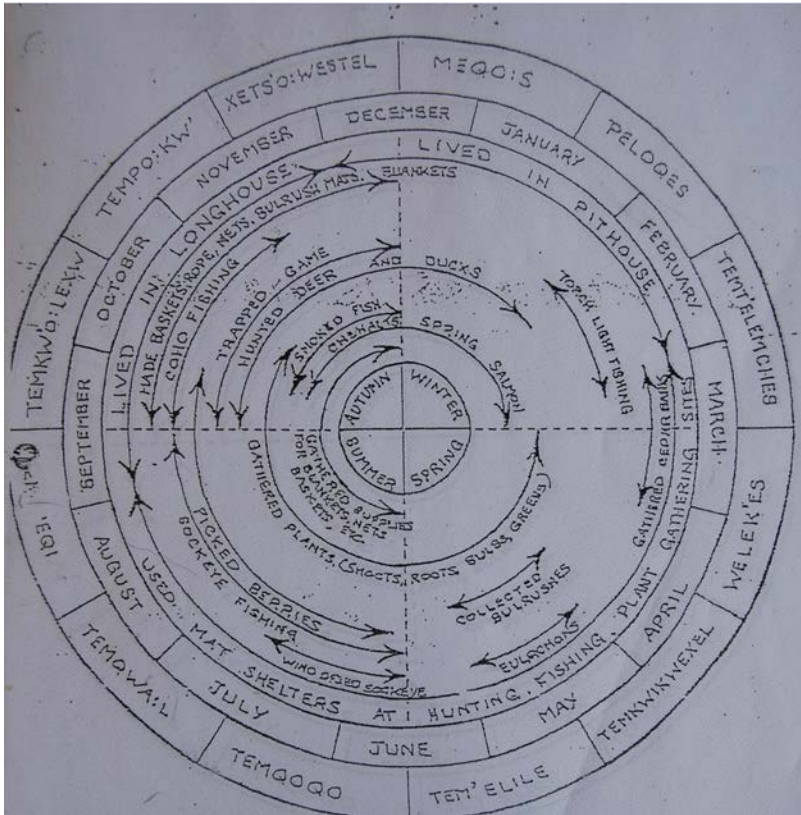 XETS'O:WESTEL
MEQO:S
PELOQES
TEMT'ELEMCHES
WELEK'ES
TEMKWIKWEXEL
TEM'ELILE
TEMQOQO
TEMQWA:L
TEMKW'O:LEXW
TEMPO:KW'
DECEMBER
JANUARY
FEBRUARY
MARCH
APRIL
MAY
JUNE
JULY
AUGUST
SEPTEMBER
OCTOBER
NOVEMBER
LIVED IN PITHOUSE
LIVED IN LONGHOUSE
USED MAT SHELTERS AT HUNTING, FISHING, PLANT GATHERING
MADE BASKETS, ROPE, NETS, BULRUSH MATS, BLANKETS
COHO FISHING
TRAPPED GAME
HUNTED DEER AND DUCKS
SMOKED FISH
CHEHALIS SPRING SALMON
TORCH LIGHT FISHING
GATHERED CEDAR
GATHERED PLANTS, (SHOOTS, ROOTS, BULBS, GREENS)
GATHERED SUPPLIES
FOR BLANKETS, NETS
BASKETS, ETC
PICKED BERRIES
SOCKEYE FISHING
WIND DRIED SOCKEYE
COLLECTED
BULRUSHES
EULACHONS
AUTUMN
WINTER
SUMMER
SPRING